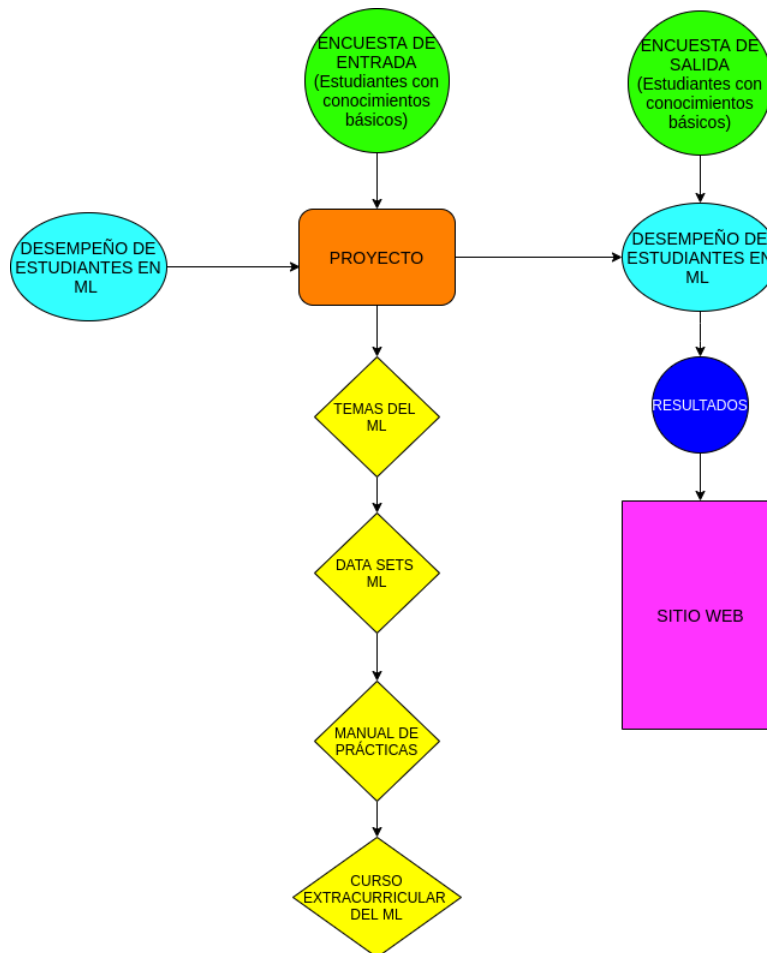 ENCUESTA DE
ENTRADA
(Estudiantes con
conocimientos
básicos)
ENCUESTA DE
SALIDA
(Estudiantes con
conocimientos
básicos)
DESEMPEÑO DE
ESTUDIANTES EN
ML
PROYECTO
DESEMPEÑO DE
ESTUDIANTES EN
ML
TEMAS DEL
ML
RESULTADOS
DATA SETS
ML
SITIO WEB
MANUAL DE
PRÁCTICAS
CURSO
EXTRACURRICULAR
DEL ML